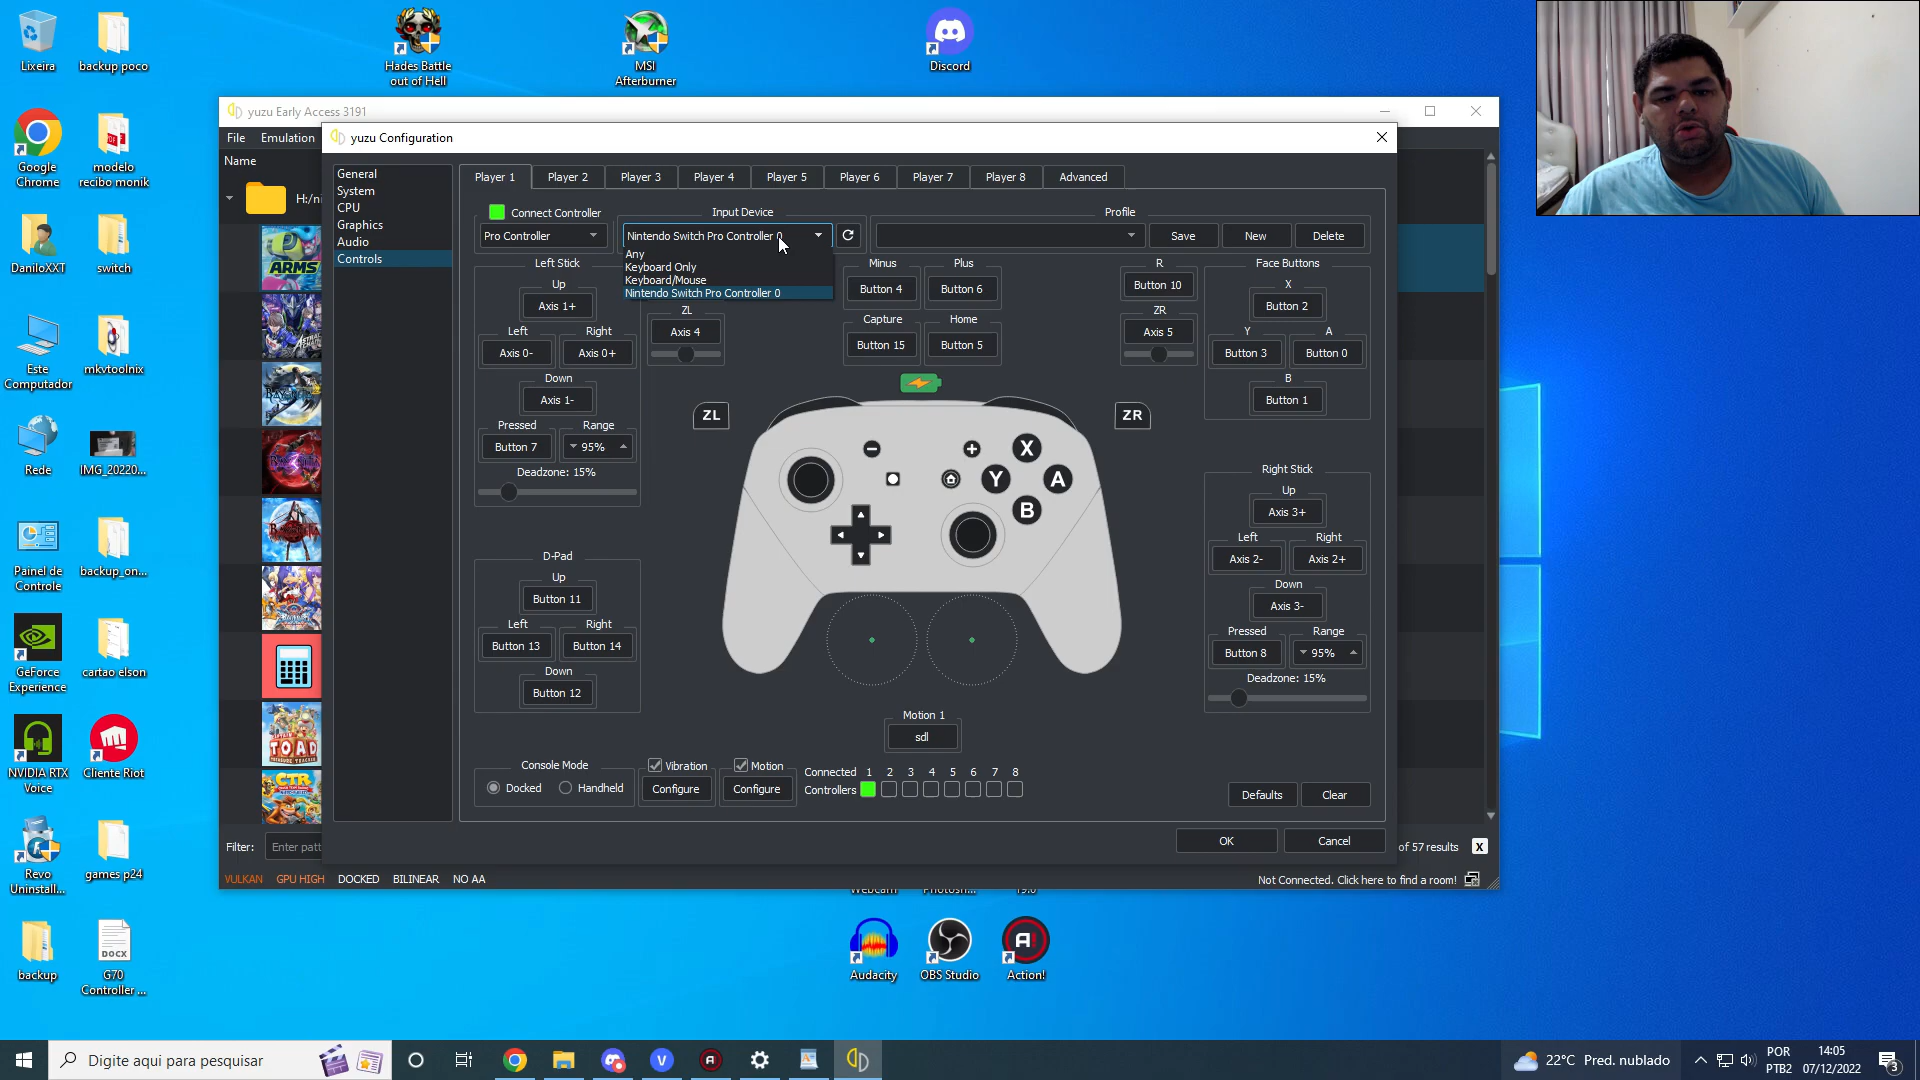 Lixeira
backup poco
Hades Battle
out of Hell
MSI
Afterburner
Discord
Google
Chrome
modelo
recibo monik
DaniloXXT
switch
Este
Computador
mkvtoolnix
Rede
IMG_20220...
Painel de
Controle
backup_on...
GeForce
Experience
cartao elson
NVIDIA RTX
Voice
Cliente Riot
Revo
Uninstall...
games p24
backup
DOCX
G70
Controller ...
yuzu Early Access 3191
File
Emulation
Name
H:/ni
ARMS
TOAD
CTR
Filter:
Enter patt
of 57 results
X
VULKAN
GPU HIGH
DOCKED
BILINEAR
NO AA
Not Connected. Click here to find a room!
yuzu Configuration
General
System
CPU
Graphics
Audio
Controls
Player 1
Player 2
Player 3
Player 4
Player 5
Player 6
Player 7
Player 8
Advanced
Connect Controller
Pro Controller
Input Device
Nintendo Switch Pro Controller 0
Any
Keyboard Only
Keyboard/Mouse
Nintendo Switch Pro Controller 0
Profile
Save
New
Delete
Left Stick
Up
Axis 1+
Left
Right
Axis 0-
Axis 0+
Down
Axis 1-
Pressed
Range
Button 7
95%
Deadzone: 15%
ZL
Axis 4
Minus
Plus
Button 4
Button 6
Capture
Home
Button 15
Button 5
R
Button 10
ZR
Axis 5
Face Buttons
X
Button 2
Y
A
Button 3
Button 0
B
Button 1
ZL
ZR
X
Y
A
B
D-Pad
Up
Button 11
Left
Right
Button 13
Button 14
Down
Button 12
Right Stick
Up
Axis 3+
Left
Right
Axis 2-
Axis 2+
Down
Axis 3-
Pressed
Range
Button 8
95%
Deadzone: 15%
Motion 1
sdl
Console Mode
Docked
Handheld
Vibration
Configure
Motion
Configure
Connected
Controllers
1 2 3 4 5 6 7 8
Defaults
Clear
OK
Cancel
Audacity
OBS Studio
Action!
Digite aqui para pesquisar
22°C Pred. nublado
POR
PTB2
14:05
07/12/2022
3